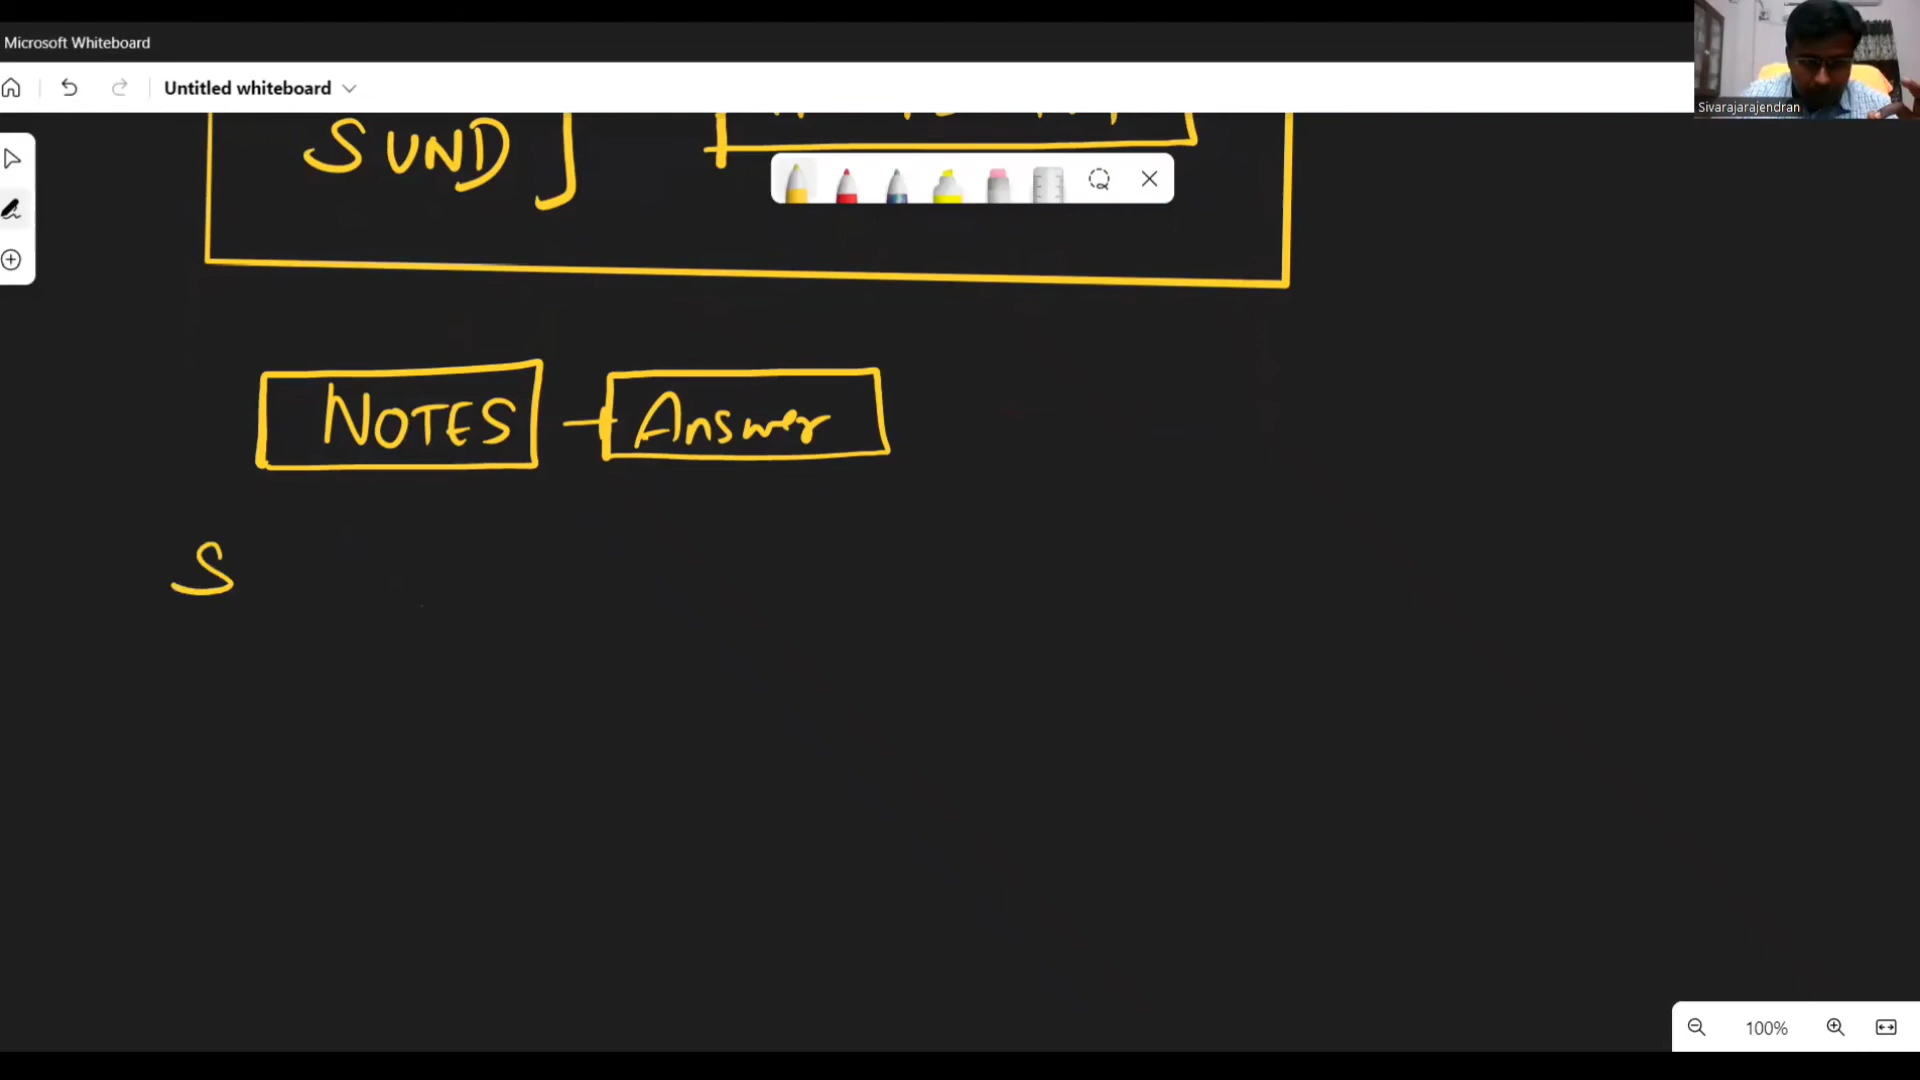 Microsoft Whiteboard
Untitled whiteboard
Sivarajarajendran
SUND
NOTES Answer
S
100%